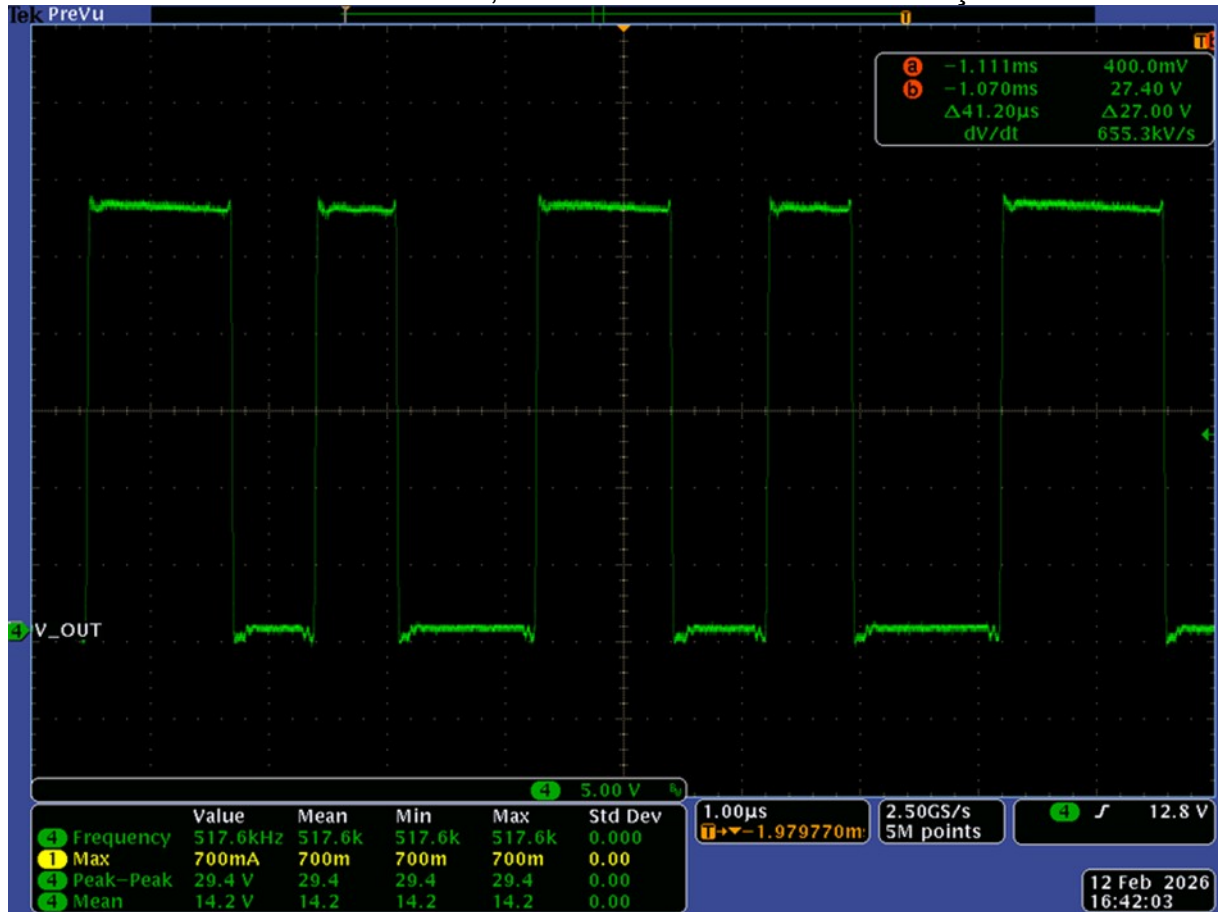 Tek PreVu
T
T b
a −1.111ms 400.0mV
b −1.070ms 27.40 V
Δ41.20µs Δ27.00 V
dV/dt 655.3kV/s
4 V_OUT
4 5.00 V BW
Value Mean Min Max Std Dev
4 Frequency 517.6kHz 517.6k 517.6k 517.6k 0.000
1 Max 700mA 700m 700m 700m 0.00
4 Peak−Peak 29.4 V 29.4 29.4 29.4 0.00
4 Mean 14.2 V 14.2 14.2 14.2 0.00
1.00µs
T→▼−1.979770m
2.50GS/s
5M points
4 12.8 V
12 Feb 2026
16:42:03